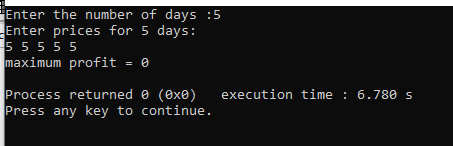 Enter the number of days :5
Enter prices for 5 days:
5 5 5 5 5
maximum profit = 0
Process returned 0 (0x0)   execution time : 6.780 s
Press any key to continue.